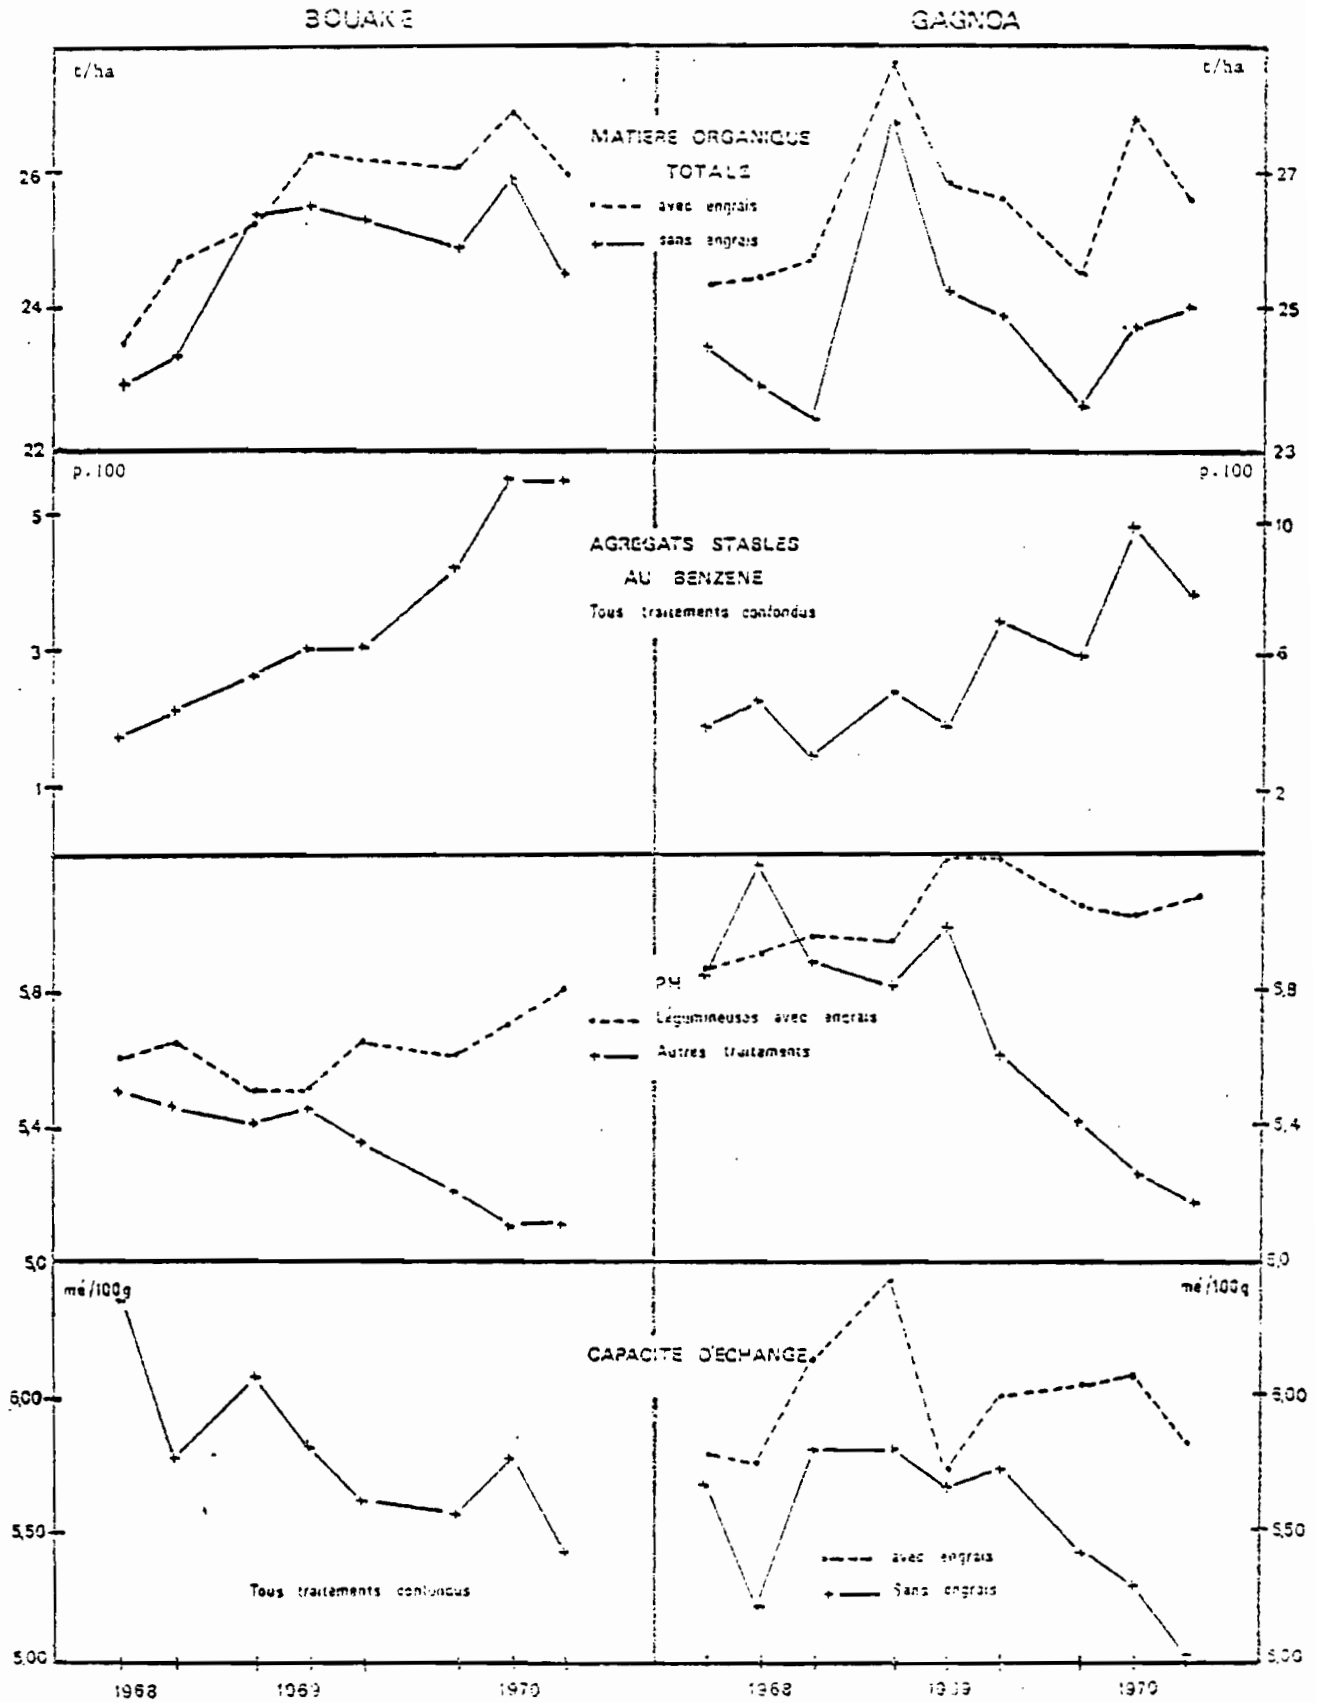 BOUAKE
GAGNOA
t/ha
t/ha
MATIERE ORGANIQUE
TOTALE
avec engrais
sans engrais
26
24
22
27
25
23
p.100
p.100
AGREGATS STABLES
AU BENZENE
Tous traitements confondus
5
3
1
10
6
2
PH
Légumineuses avec engrais
Autres traitements
5,8
5,4
5,0
5,8
5,4
5,0
mé/100g
mé/100g
CAPACITE D'ECHANGE
6,00
5,50
5,00
6,00
5,50
5,00
avec engrais
Sans engrais
Tous traitements confondus
1968
1969
1970
1968
1969
1970